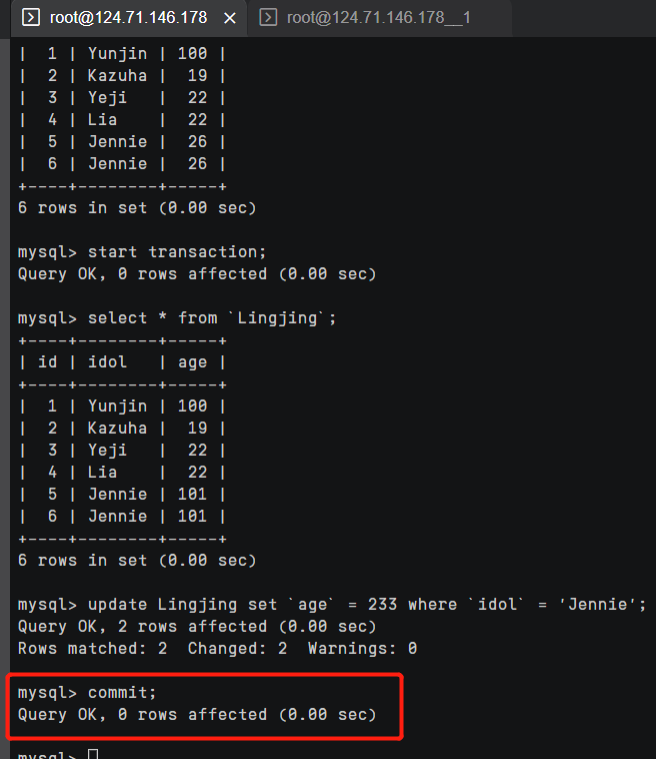 root@124.71.146.178 × root@124.71.146.178__1
| 1 | Yunjin | 100 |
| 2 | Kazuha | 19 |
| 3 | Yeji | 22 |
| 4 | Lia | 22 |
| 5 | Jennie | 26 |
| 6 | Jennie | 26 |
+----+--------+-----+
6 rows in set (0.00 sec)
mysql> start transaction;
Query OK, 0 rows affected (0.00 sec)
mysql> select * from `Lingjing`;
+----+--------+-----+
| id | idol | age |
+----+--------+-----+
| 1 | Yunjin | 100 |
| 2 | Kazuha | 19 |
| 3 | Yeji | 22 |
| 4 | Lia | 22 |
| 5 | Jennie | 101 |
| 6 | Jennie | 101 |
+----+--------+-----+
6 rows in set (0.00 sec)
mysql> update Lingjing set `age` = 233 where `idol` = 'Jennie';
Query OK, 2 rows affected (0.00 sec)
Rows matched: 2 Changed: 2 Warnings: 0
mysql> commit;
Query OK, 0 rows affected (0.00 sec)
mysql>